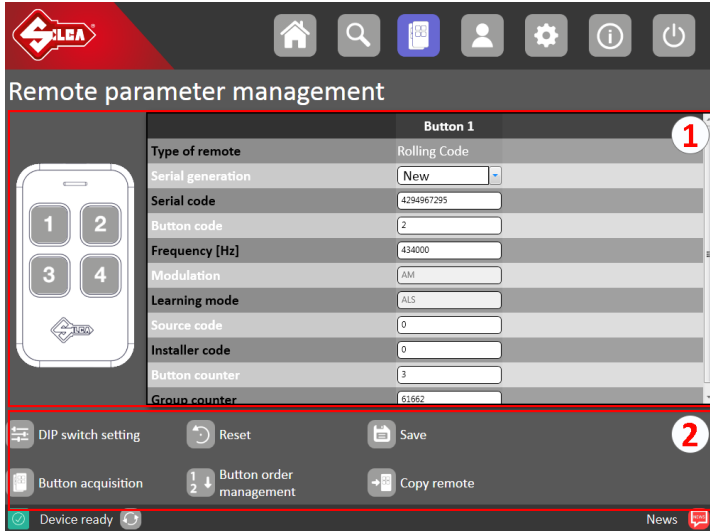 SILCA
Remote parameter management
Button 1
1
Type of remote Rolling Code
Serial generation New
Serial code 4294967295
Button code 2
Frequency [Hz] 434000
Modulation AM
Learning mode ALS
Source code 0
Installer code 0
Button counter 3
Group counter 61662
1 2
3 4
SILCA
DIP switch setting Reset Save
2
Button acquisition 1 2 Button order
management Copy remote
Device ready News NEWS